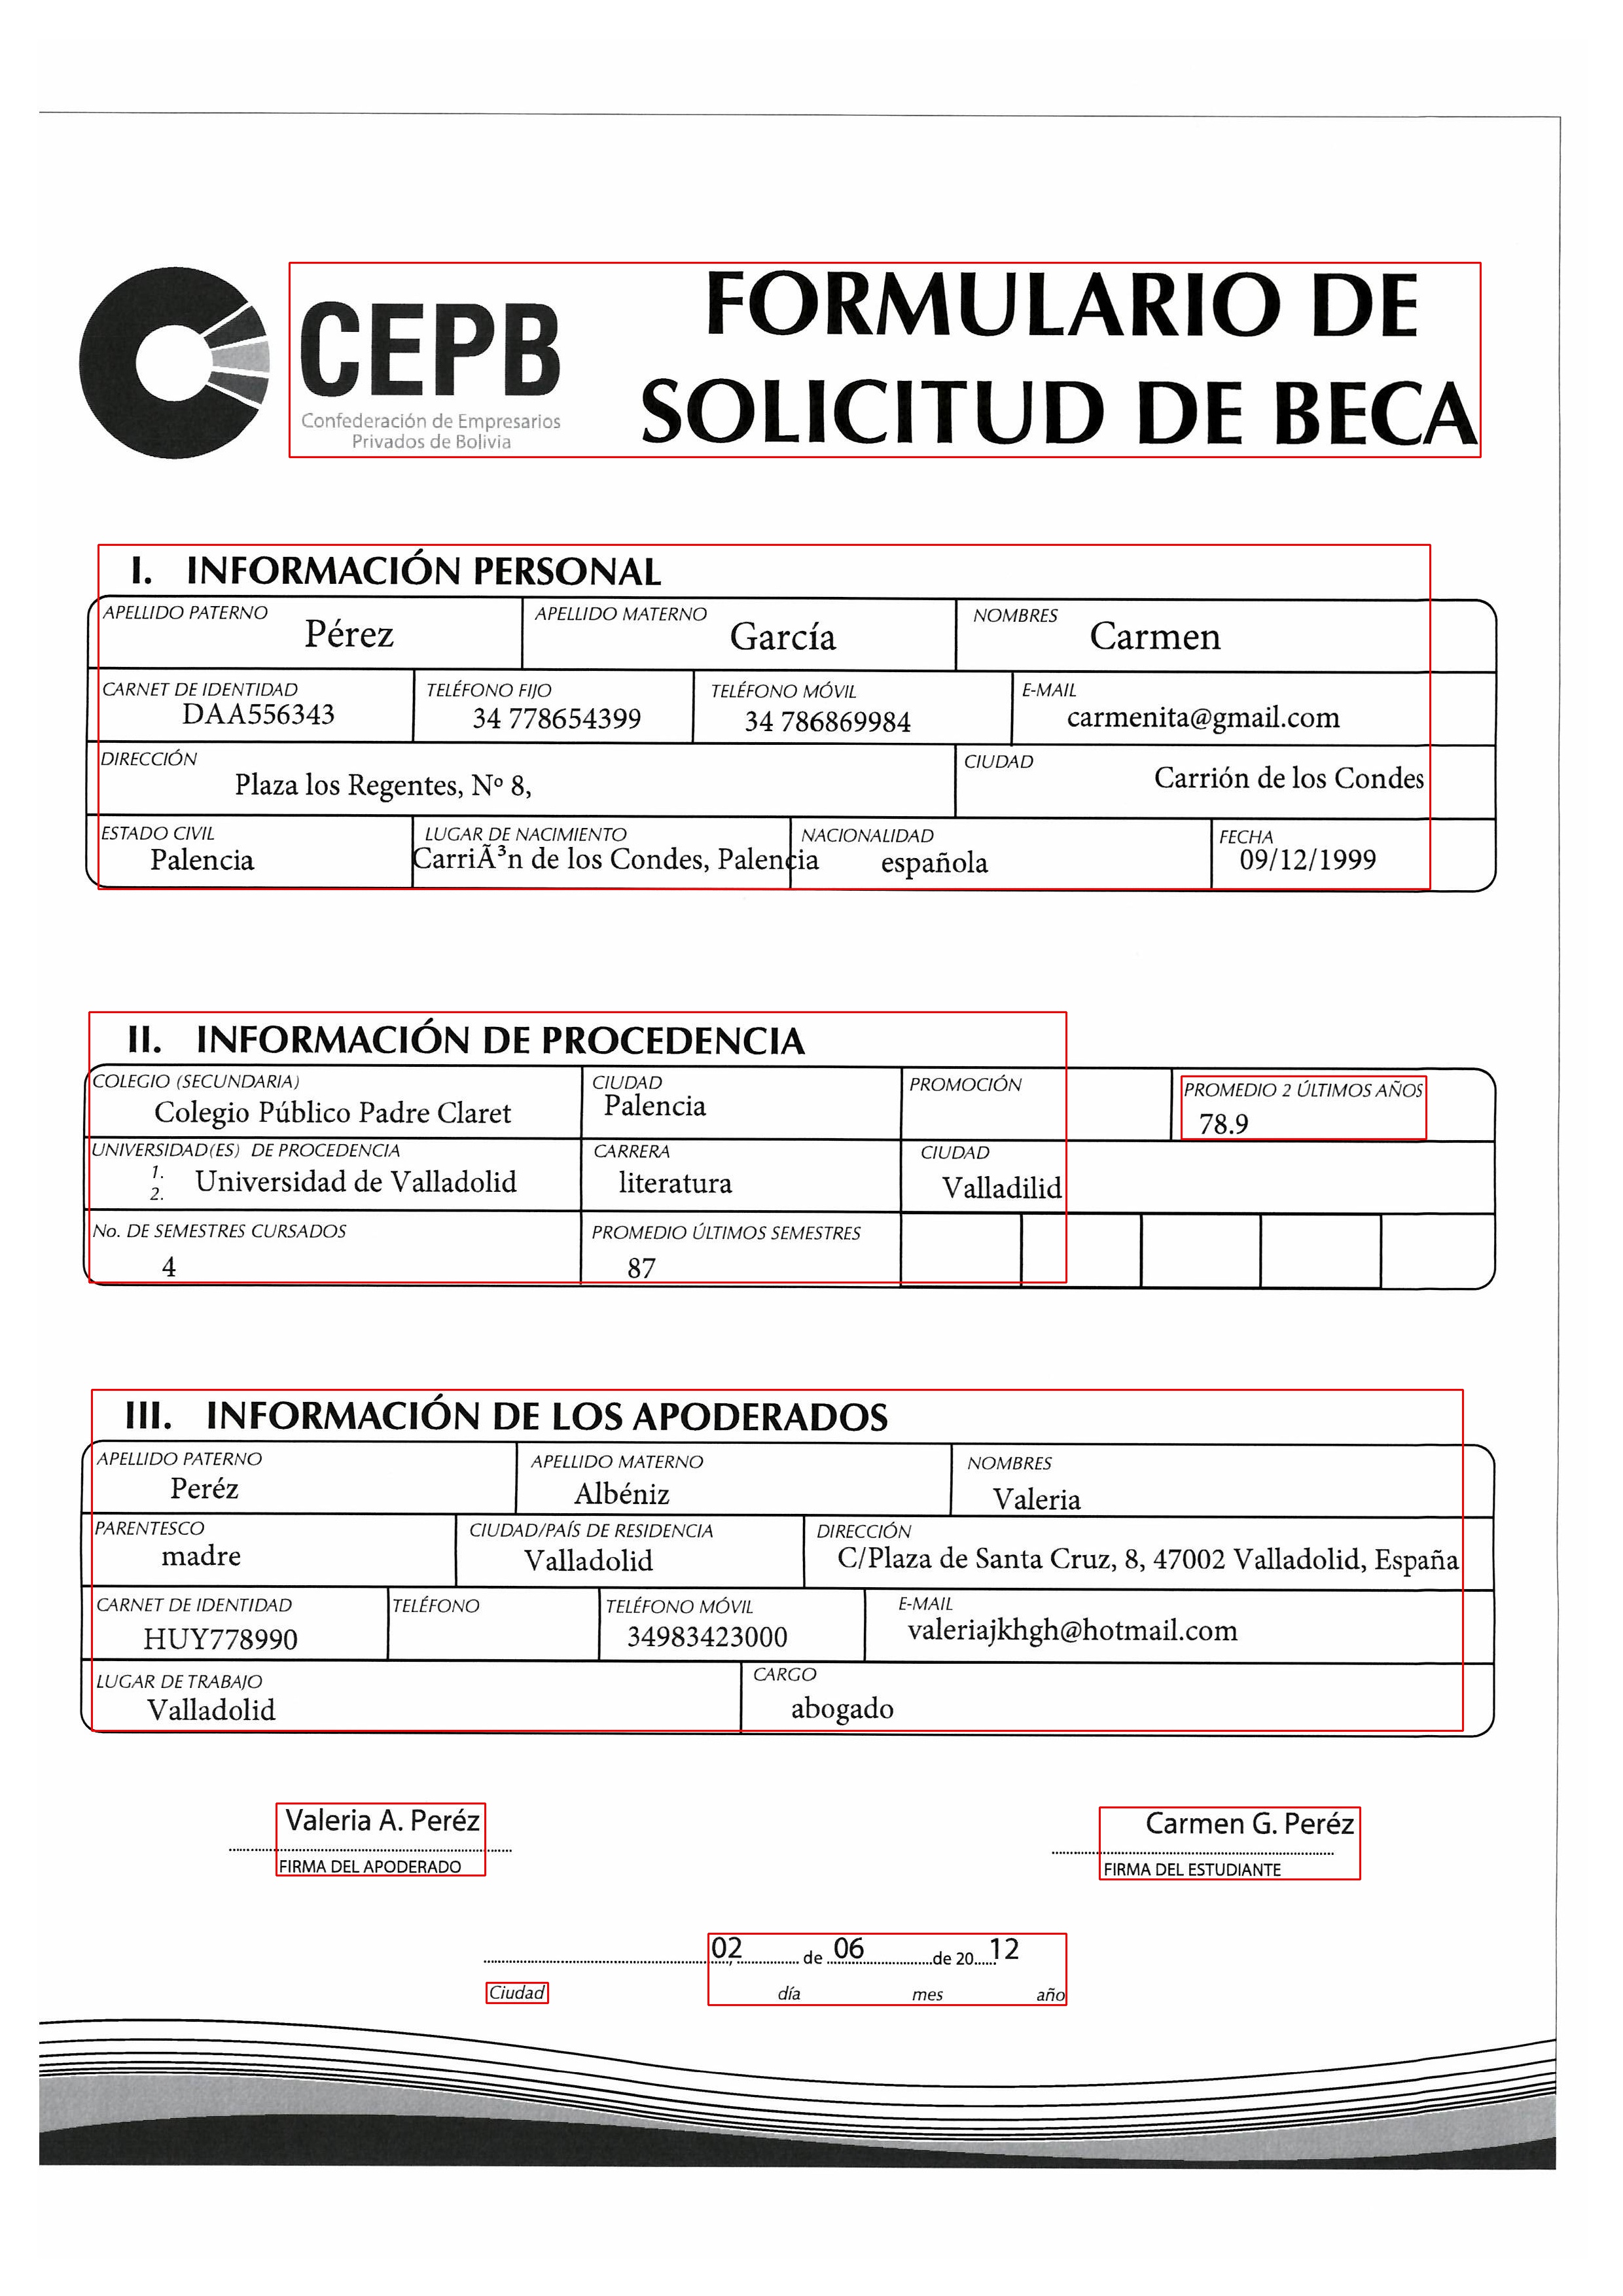 CEPB
Confederación de Empresarios
Privados de Bolivia
FORMULARIO DE
SOLICITUD DE BECA
I. INFORMACIÓN PERSONAL
APELLIDO PATERNO Pérez APELLIDO MATERNO García NOMBRES Carmen
CARNET DE IDENTIDAD TELÉFONO FIJO TELÉFONO MÓVIL E-MAIL
DAA556343 34 778654399 34 786869984 carmenita@gmail.com
DIRECCIÓN CIUDAD
Plaza los Regentes, Nº 8, Carrión de los Condes
ESTADO CIVIL LUGAR DE NACIMIENTO NACIONALIDAD FECHA
Palencia CarriÃ³n de los Condes, Palencia española 09/12/1999
II. INFORMACIÓN DE PROCEDENCIA
COLEGIO (SECUNDARIA) CIUDAD PROMOCIÓN PROMEDIO 2 ÚLTIMOS AÑOS
Colegio Público Padre Claret Palencia 78.9
UNIVERSIDAD(ES) DE PROCEDENCIA CARRERA CIUDAD
1.
2. Universidad de Valladolid literatura Valladilid
No. DE SEMESTRES CURSADOS PROMEDIO ÚLTIMOS SEMESTRES
4 87
III. INFORMACIÓN DE LOS APODERADOS
APELLIDO PATERNO APELLIDO MATERNO NOMBRES
Peréz Albéniz Valeria
PARENTESCO CIUDAD/PAÍS DE RESIDENCIA DIRECCIÓN
madre Valladolid C/Plaza de Santa Cruz, 8, 47002 Valladolid, España
CARNET DE IDENTIDAD TELÉFONO TELÉFONO MÓVIL E-MAIL
HUY778990 34983423000 valeriajkhgh@hotmail.com
LUGAR DE TRABAJO CARGO
Valladolid abogado
Valeria A. Peréz Carmen G. Peréz
FIRMA DEL APODERADO FIRMA DEL ESTUDIANTE
, 02 de 06 de 20 12
Ciudad día mes año